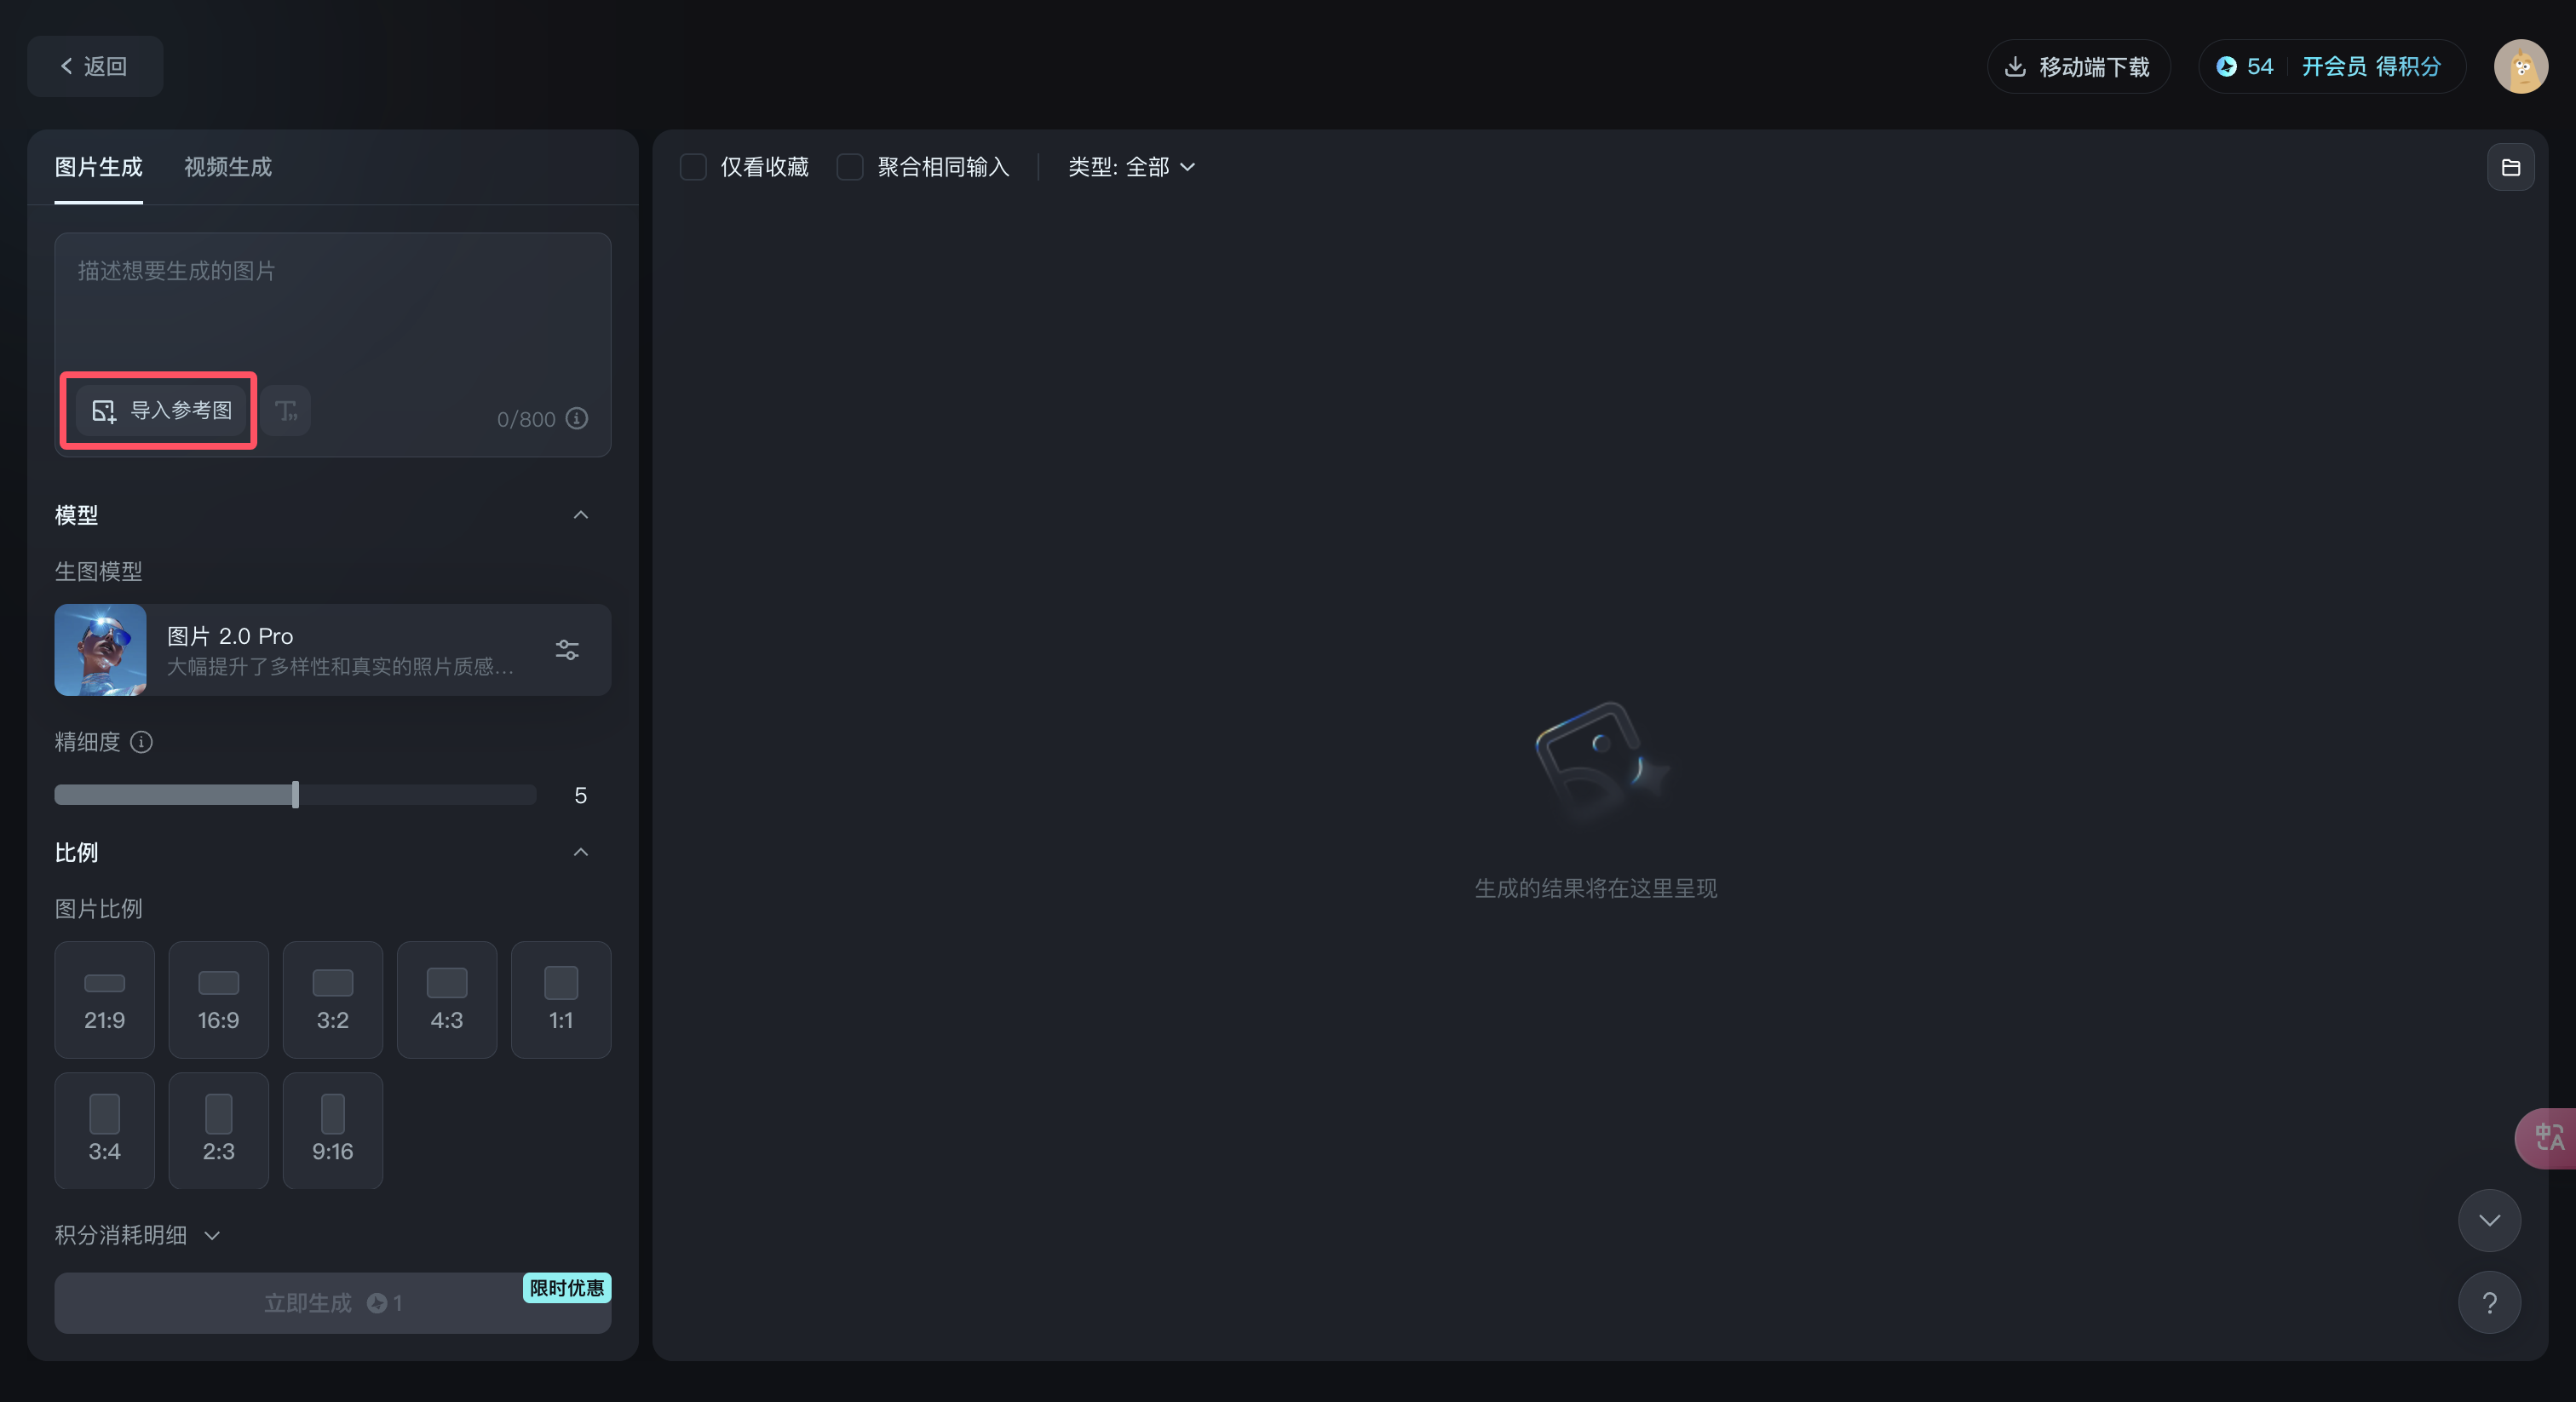 返回
移动端下载
54 开会员 得积分
图片生成 视频生成
描述想要生成的图片
导入参考图
0/800
模型
生图模型
图片 2.0 Pro
大幅提升了多样性和真实的照片质感...
精细度
5
比例
图片比例
21:9 16:9 3:2 4:3 1:1
3:4 2:3 9:16
积分消耗明细
限时优惠
立即生成 1
仅看收藏 聚合相同输入 类型: 全部
生成的结果将在这里呈现
中A
?